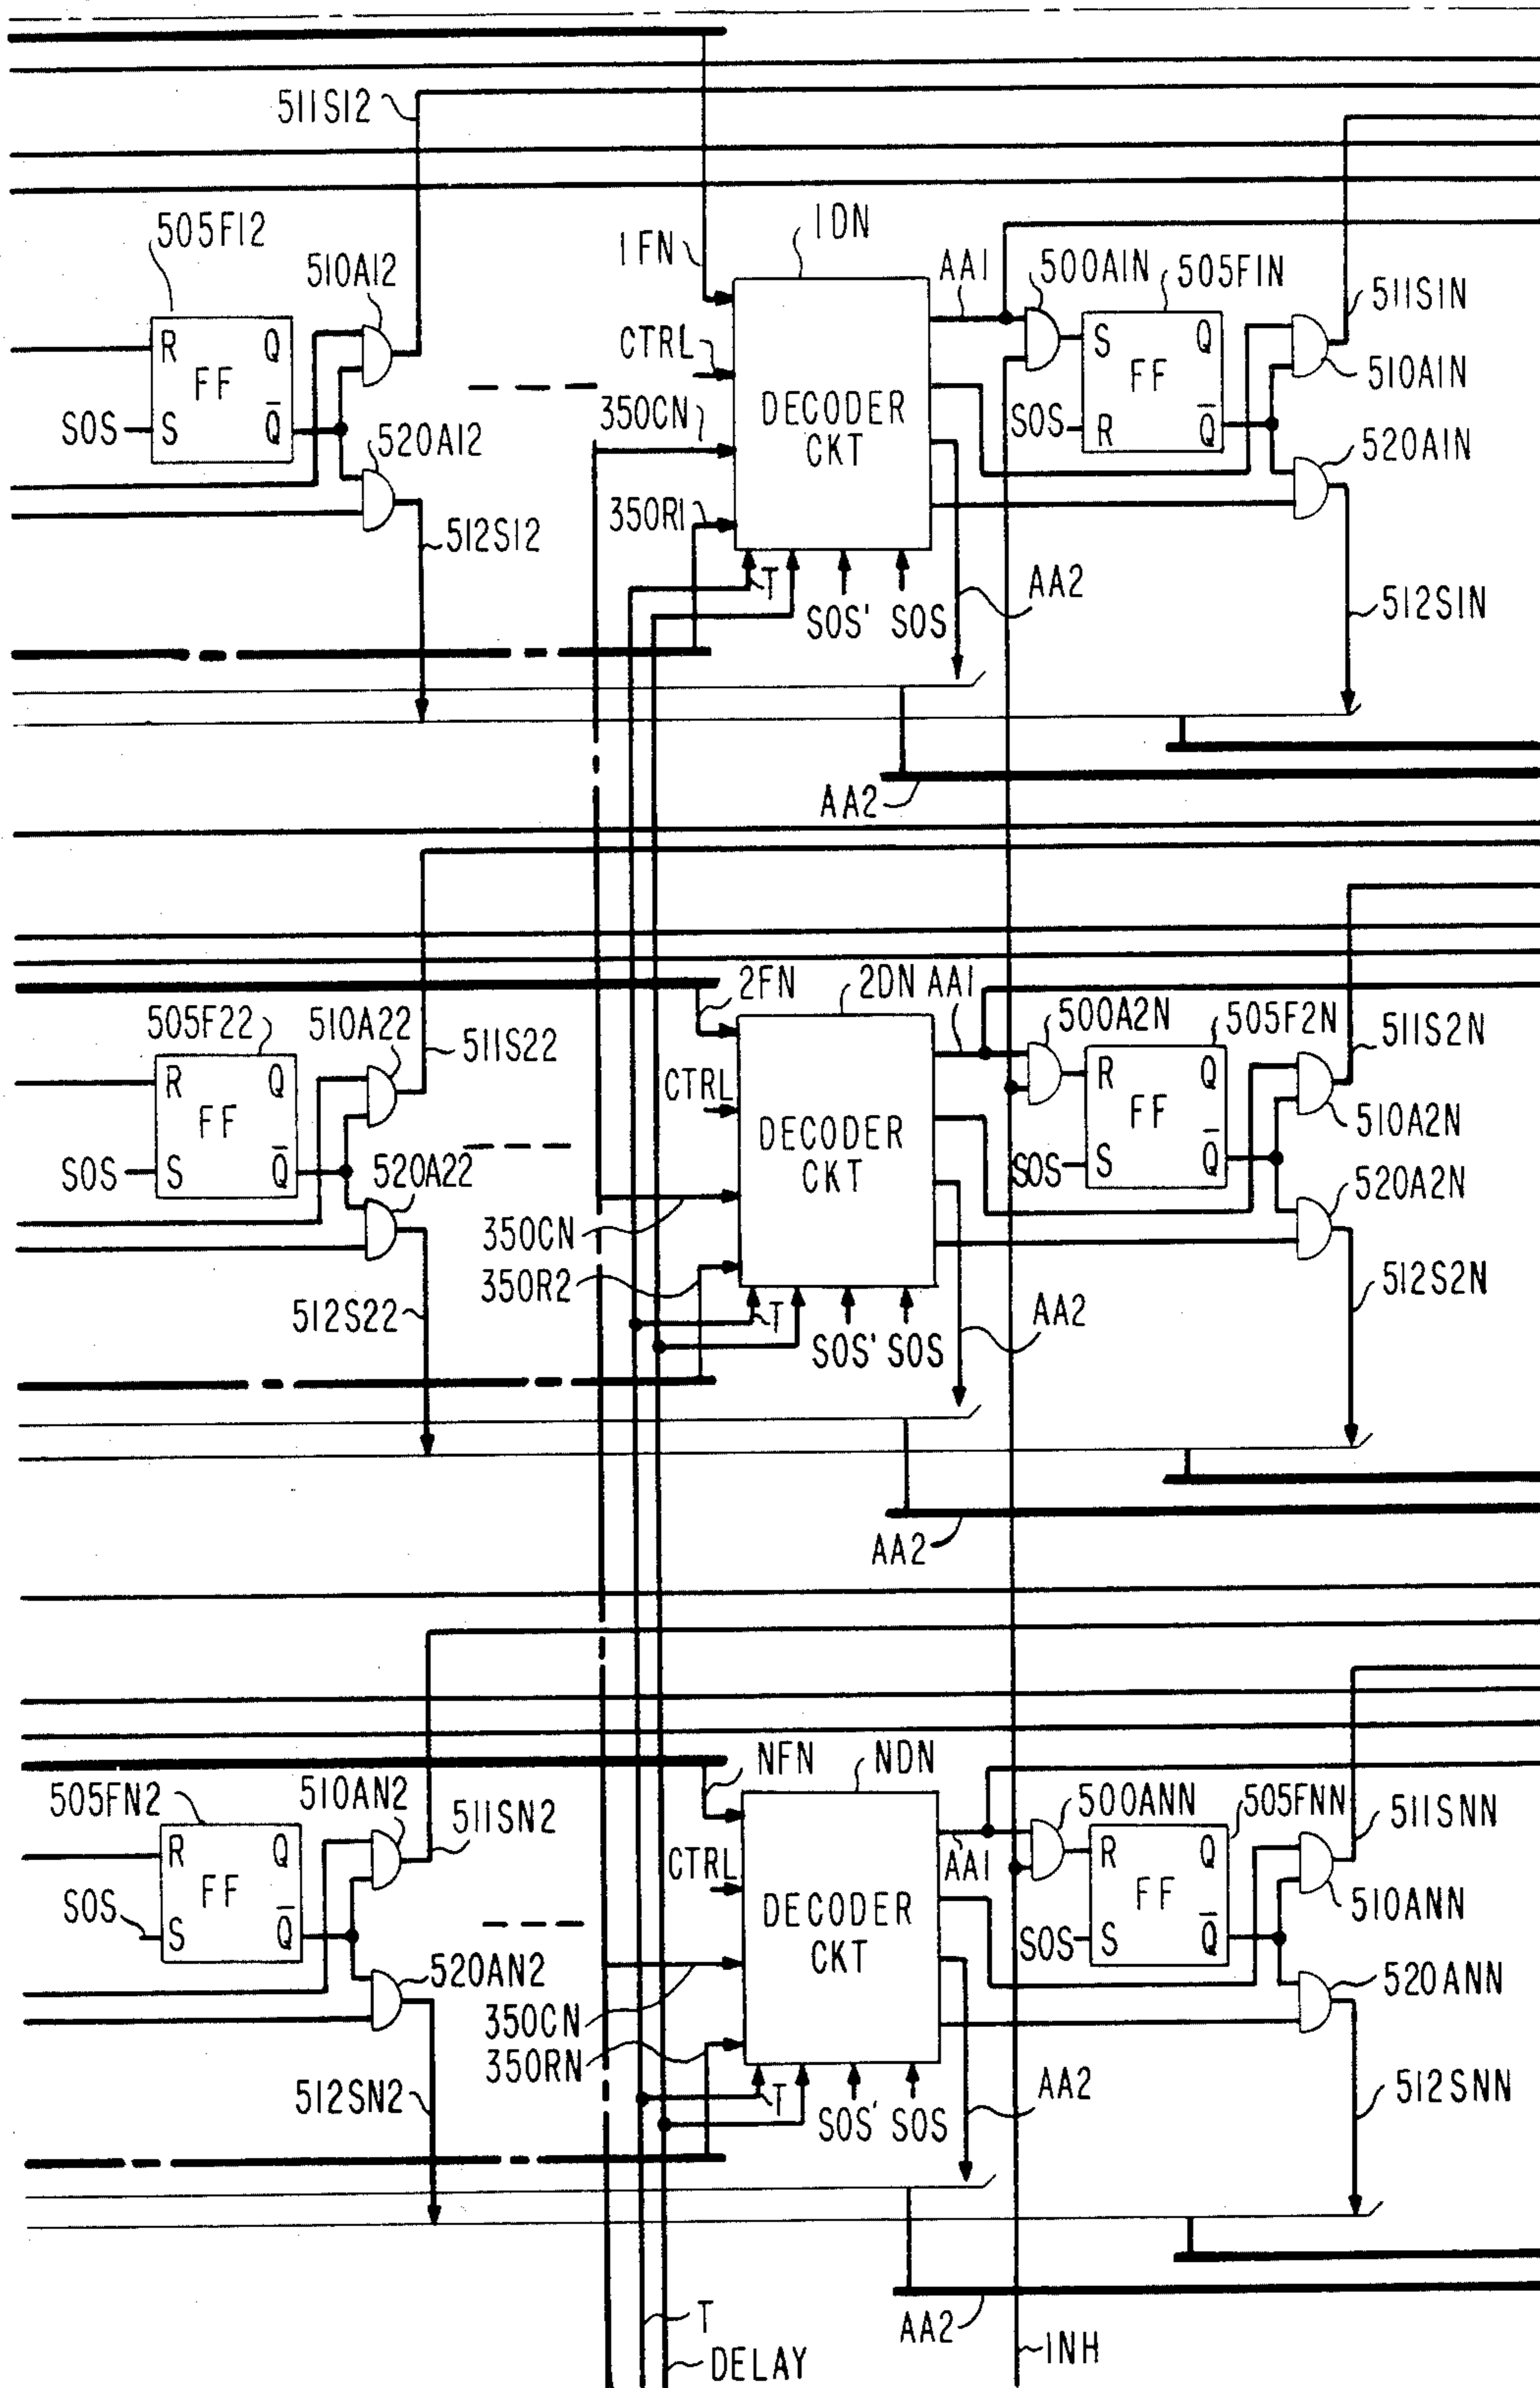 511S12
505F12
510A12
1FN
1DN
AA1
500A1N
505F1N
511S1N
R
Q
FF
CTRL
S
Q
FF
510A1N
SOS
S
Q̄
350CN
DECODER
CKT
SOS
R
Q̄
520A12
520A1N
350R1
512S12
T
SOS'
SOS
AA2
512S1N
AA2
2FN
2DN
AA1
500A2N
505F2N
505F22
510A22
511S22
511S2N
R
Q
FF
CTRL
R
Q
FF
510A2N
SOS
S
Q̄
DECODER
CKT
SOS
S
Q̄
520A22
520A2N
350CN
350R2
512S22
T
SOS'
SOS
AA2
512S2N
AA2
NFN
NDN
505FN2
510AN2
511SN2
500ANN
505FNN
511SNN
R
Q
FF
CTRL
AA1
R
Q
FF
510ANN
SOS
S
Q̄
DECODER
CKT
SOS
S
Q̄
520AN2
520ANN
350CN
350RN
512SN2
T
SOS'
SOS
AA2
512SNN
AA2
T
DELAY
INH